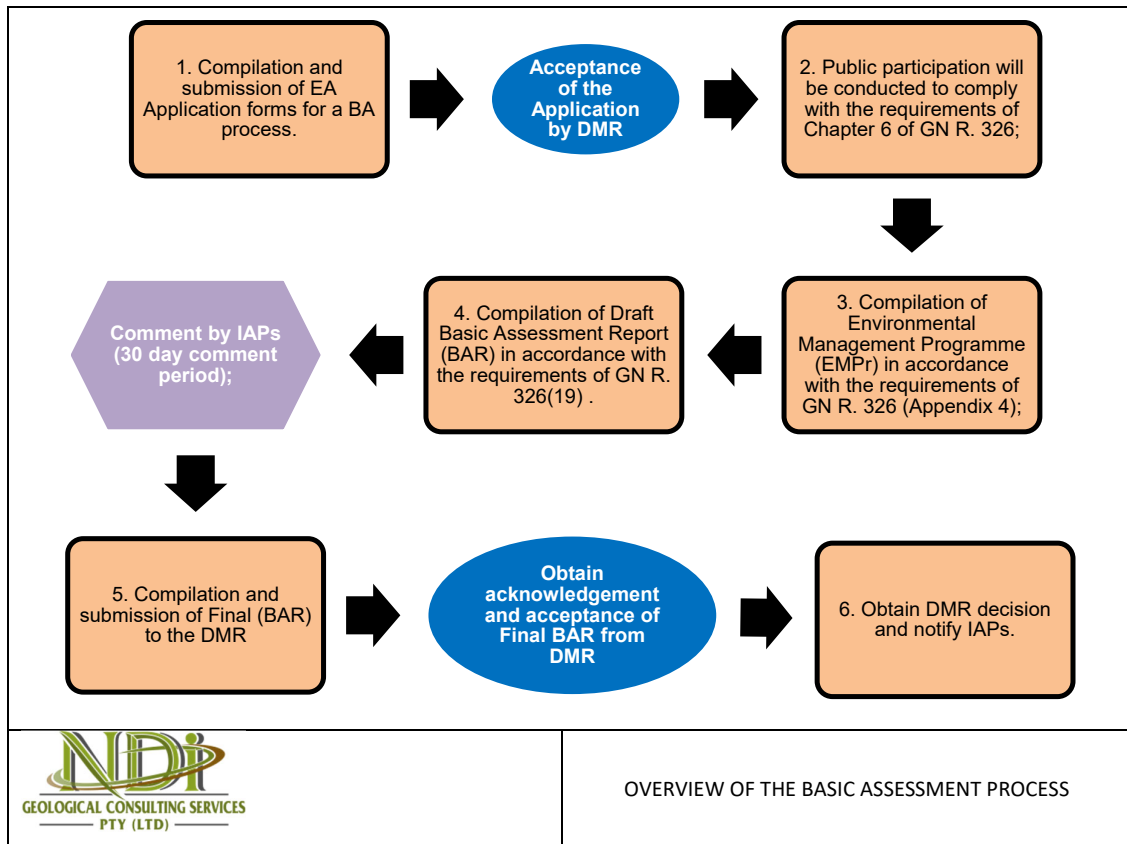 1. Compilation and
submission of EA
Application forms for a BA
process.
Acceptance
of the
Application
by DMR
2. Public participation will
be conducted to comply
with the requirements of
Chapter 6 of GN R. 326;
3. Compilation of
Environmental
Management Programme
(EMPr) in accordance
with the requirements of
GN R. 326 (Appendix 4);
4. Compilation of Draft
Basic Assessment Report
(BAR) in accordance with
the requirements of GN R.
326(19) .
Comment by IAPs
(30 day comment
period);
5. Compilation and
submission of Final (BAR)
to the DMR
Obtain
acknowledgement
and acceptance of
Final BAR from
DMR
6. Obtain DMR decision
and notify IAPs.
NDi
GEOLOGICAL CONSULTING SERVICES
PTY (LTD)
OVERVIEW OF THE BASIC ASSESSMENT PROCESS